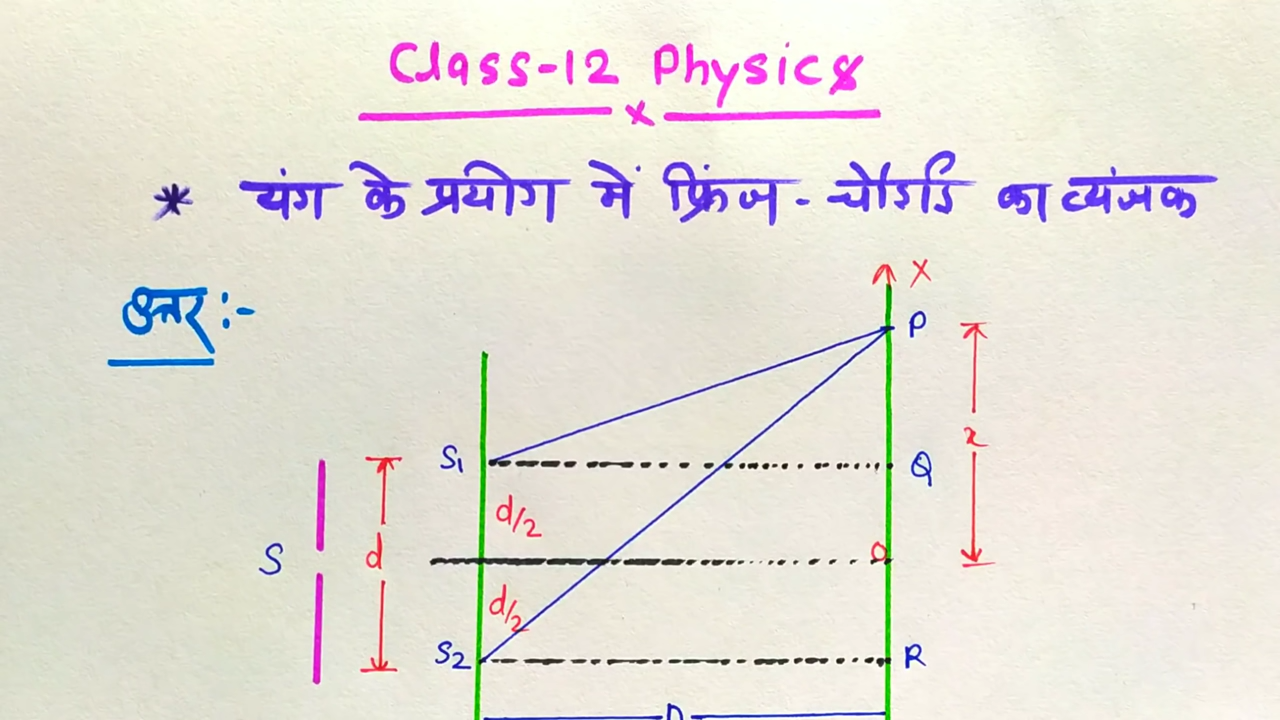 Class-12 Physics
x
* यंग के प्रयोग में फ्रिंज - चौड़ाई का व्यंजक
उत्तर :-
X
P
x
S1
Q
d/2
S
d
O
d/2
S2
R
D